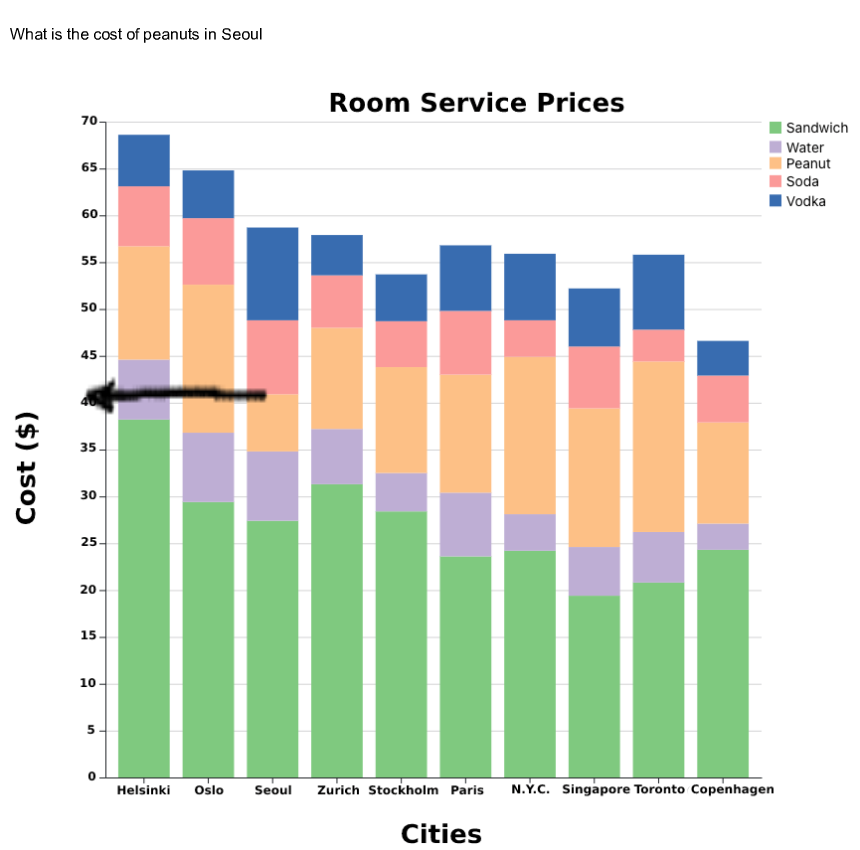 What is the cost of peanuts in Seoul
Room Service Prices
70
65
60
55
50
45
40
35
30
25
20
15
10
5
0
Cost ($)
Helsinki Oslo Seoul Zurich Stockholm Paris N.Y.C. Singapore Toronto Copenhagen
Cities
Sandwich
Water
Peanut
Soda
Vodka